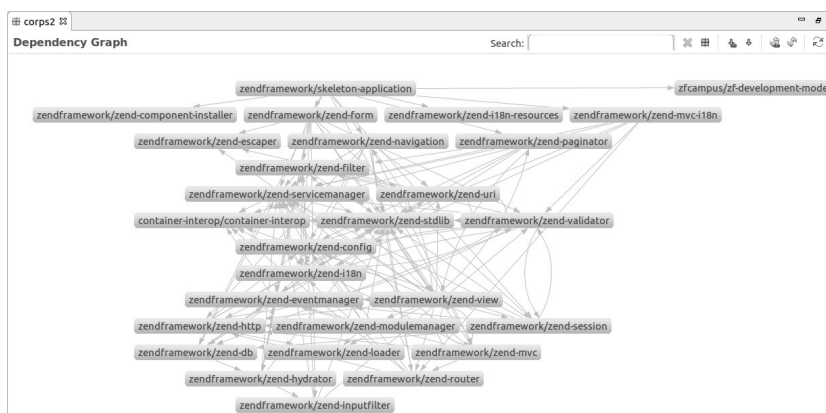 corps2
Dependency Graph Search:
zendframework/skeleton-application zfcampus/zf-development-mode
zendframework/zend-component-installer zendframework/zend-form zendframework/zend-i18n-resources zendframework/zend-mvc-i18n
zendframework/zend-escaper zendframework/zend-navigation zendframework/zend-paginator
zendframework/zend-filter
zendframework/zend-servicemanager zendframework/zend-uri
container-interop/container-interop zendframework/zend-stdlib zendframework/zend-validator
zendframework/zend-config
zendframework/zend-i18n
zendframework/zend-eventmanager zendframework/zend-view
zendframework/zend-http zendframework/zend-modulemanager zendframework/zend-session
zendframework/zend-db zendframework/zend-loader zendframework/zend-mvc
zendframework/zend-hydrator zendframework/zend-router
zendframework/zend-inputfilter